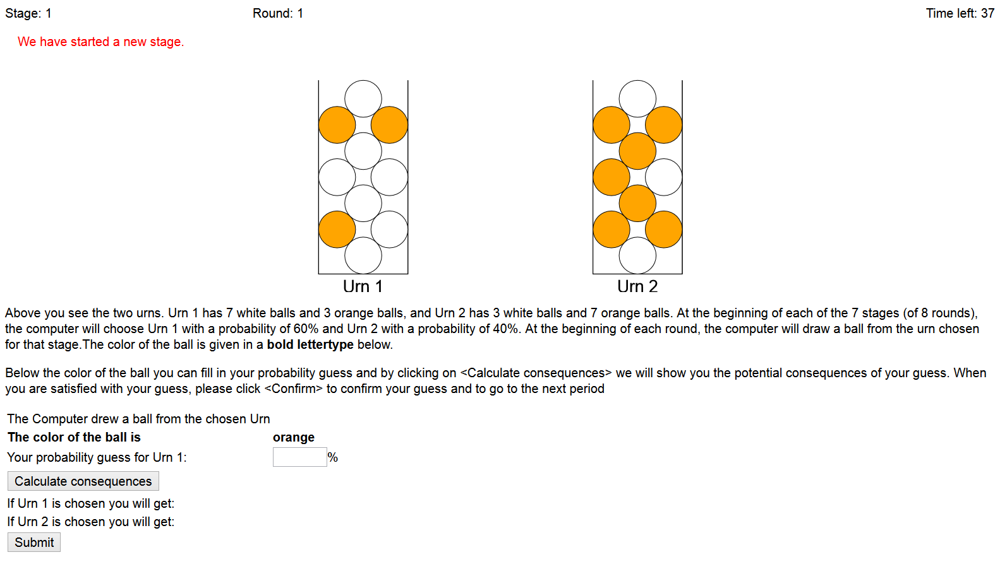 Stage: 1
Round: 1
Time left: 37
We have started a new stage.
Urn 1
Urn 2
Above you see the two urns. Urn 1 has 7 white balls and 3 orange balls, and Urn 2 has 3 white balls and 7 orange balls. At the beginning of each of the 7 stages (of 8 rounds),
the computer will choose Urn 1 with a probability of 60% and Urn 2 with a probability of 40%. At the beginning of each round, the computer will draw a ball from the urn chosen
for that stage.The color of the ball is given in a bold lettertype below.
Below the color of the ball you can fill in your probability guess and by clicking on <Calculate consequences> we will show you the potential consequences of your guess. When
you are satisfied with your guess, please click <Confirm> to confirm your guess and to go to the next period
The Computer drew a ball from the chosen Urn
The color of the ball is orange
Your probability guess for Urn 1: %
Calculate consequences
If Urn 1 is chosen you will get:
If Urn 2 is chosen you will get:
Submit